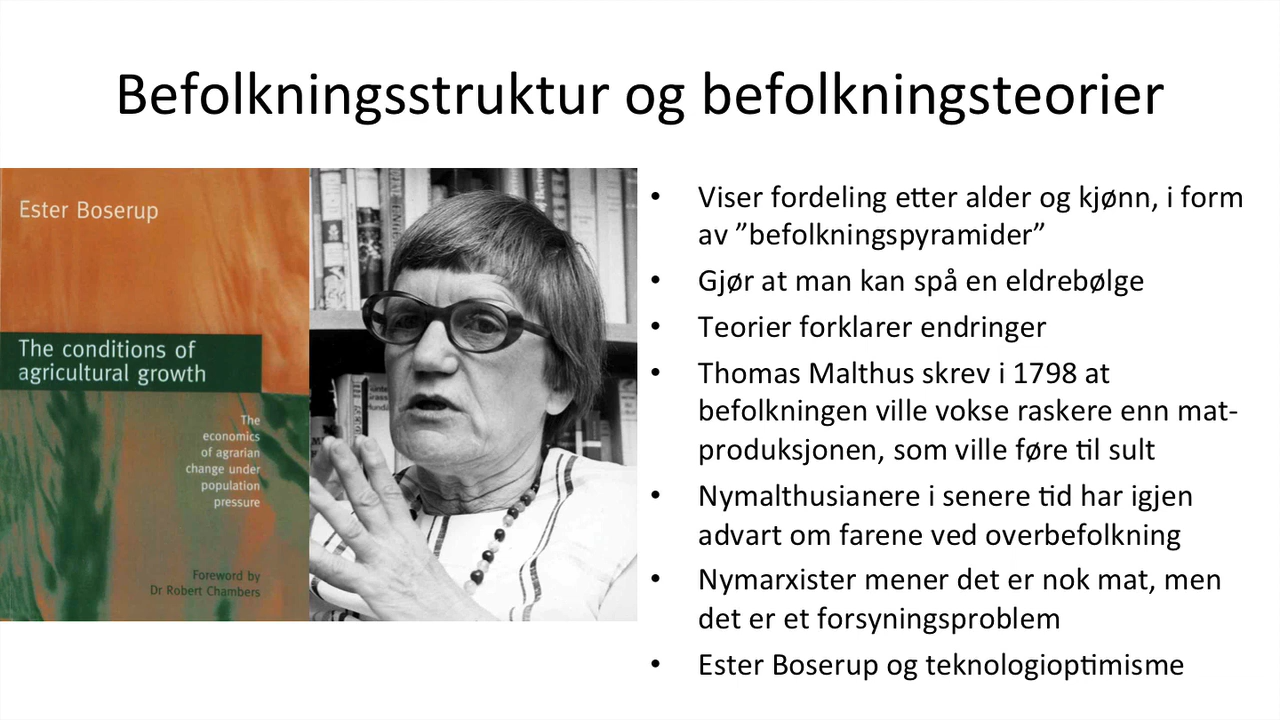 Befolkningsstruktur og befolkningsteorier
Ester Boserup
The conditions of
agricultural growth
The
economics
of agrarian
change under
population
pressure
Foreword by
Dr Robert Chambers
• Viser fordeling etter alder og kjønn, i form
av ”befolkningspyramider”
• Gjør at man kan spå en eldrebølge
• Teorier forklarer endringer
• Thomas Malthus skrev i 1798 at
befolkningen ville vokse raskere enn mat-
produksjonen, som ville føre til sult
• Nymalthusianere i senere tid har igjen
advart om farene ved overbefolkning
• Nymarxister mener det er nok mat, men
det er et forsyningsproblem
• Ester Boserup og teknologioptimisme